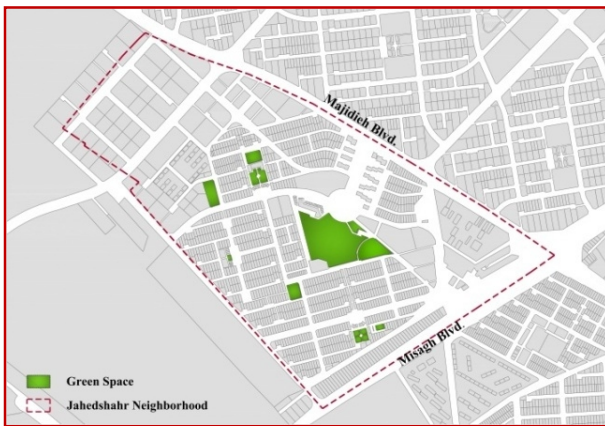 Majidieh Blvd.
Misagh Blvd.
Green Space
Jahedshahr Neighborhood